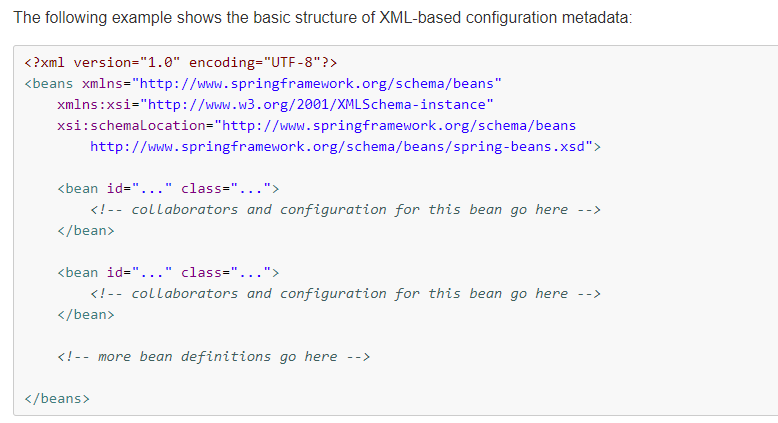 The following example shows the basic structure of XML-based configuration metadata:
<?xml version="1.0" encoding="UTF-8"?>
<beans xmlns="http://www.springframework.org/schema/beans"
    xmlns:xsi="http://www.w3.org/2001/XMLSchema-instance"
    xsi:schemaLocation="http://www.springframework.org/schema/beans
        http://www.springframework.org/schema/beans/spring-beans.xsd">
    <bean id="..." class="...">
        <!-- collaborators and configuration for this bean go here -->
    </bean>
    <bean id="..." class="...">
        <!-- collaborators and configuration for this bean go here -->
    </bean>
    <!-- more bean definitions go here -->
</beans>